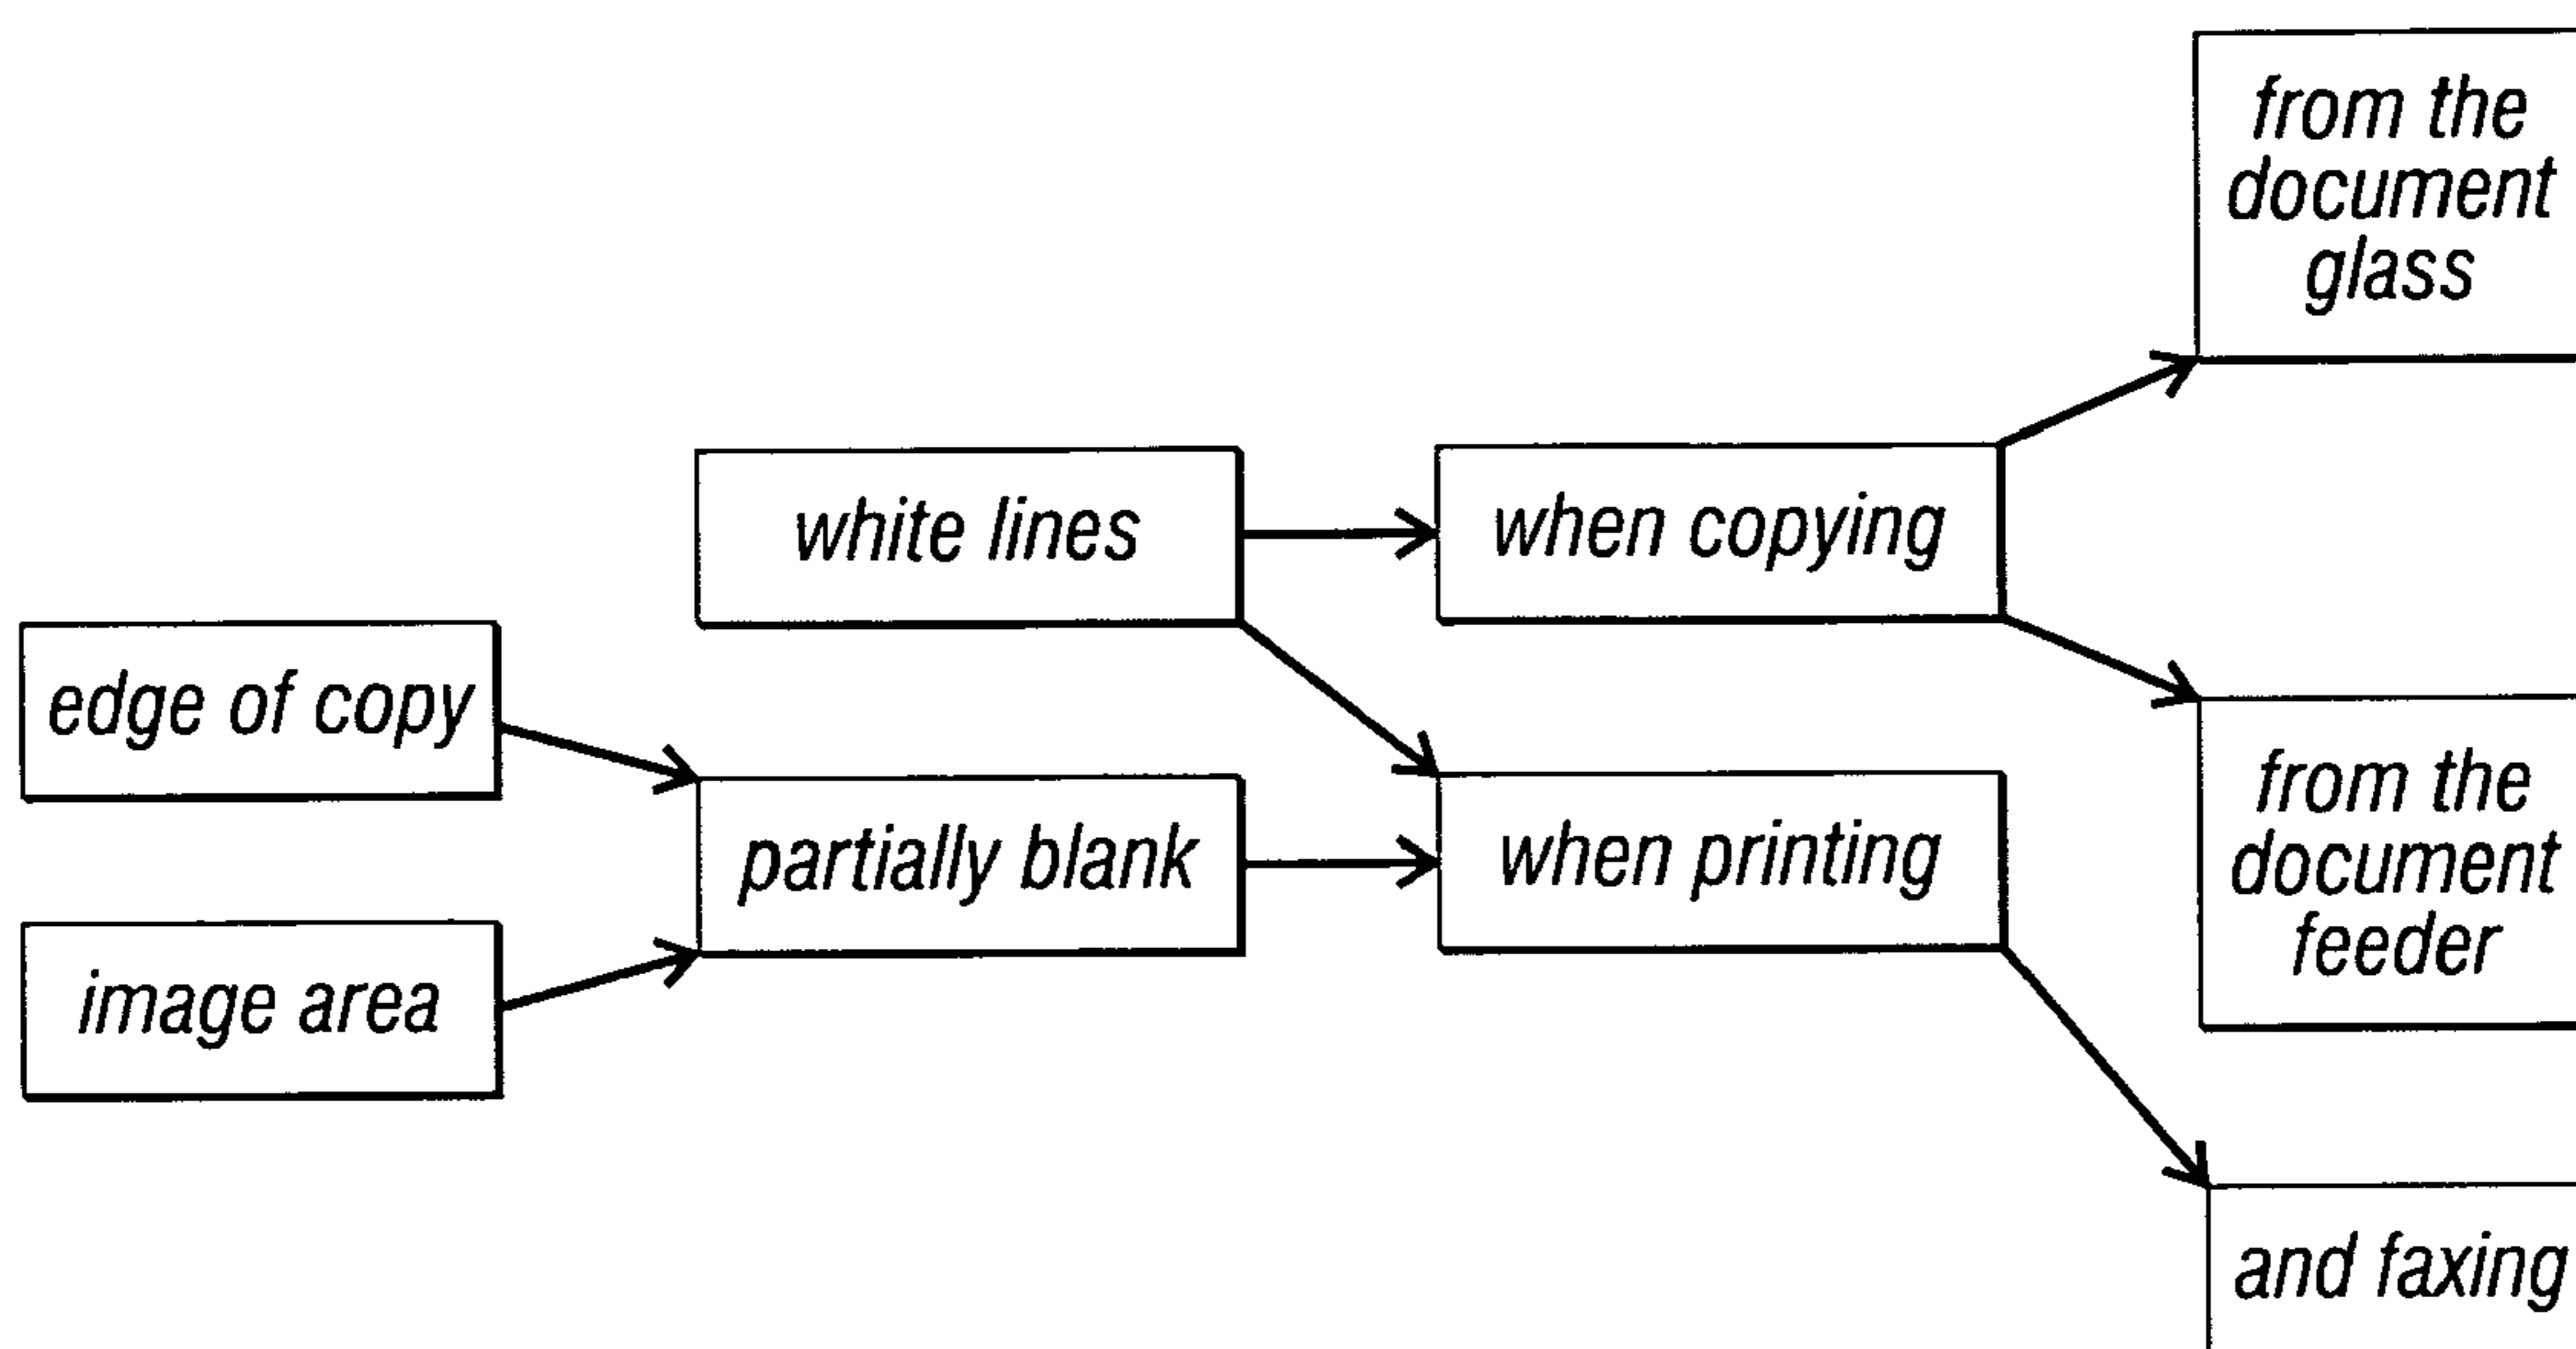 from the
document
glass
white lines
when copying
edge of copy
from the
document
feeder
partially blank
when printing
image area
and faxing